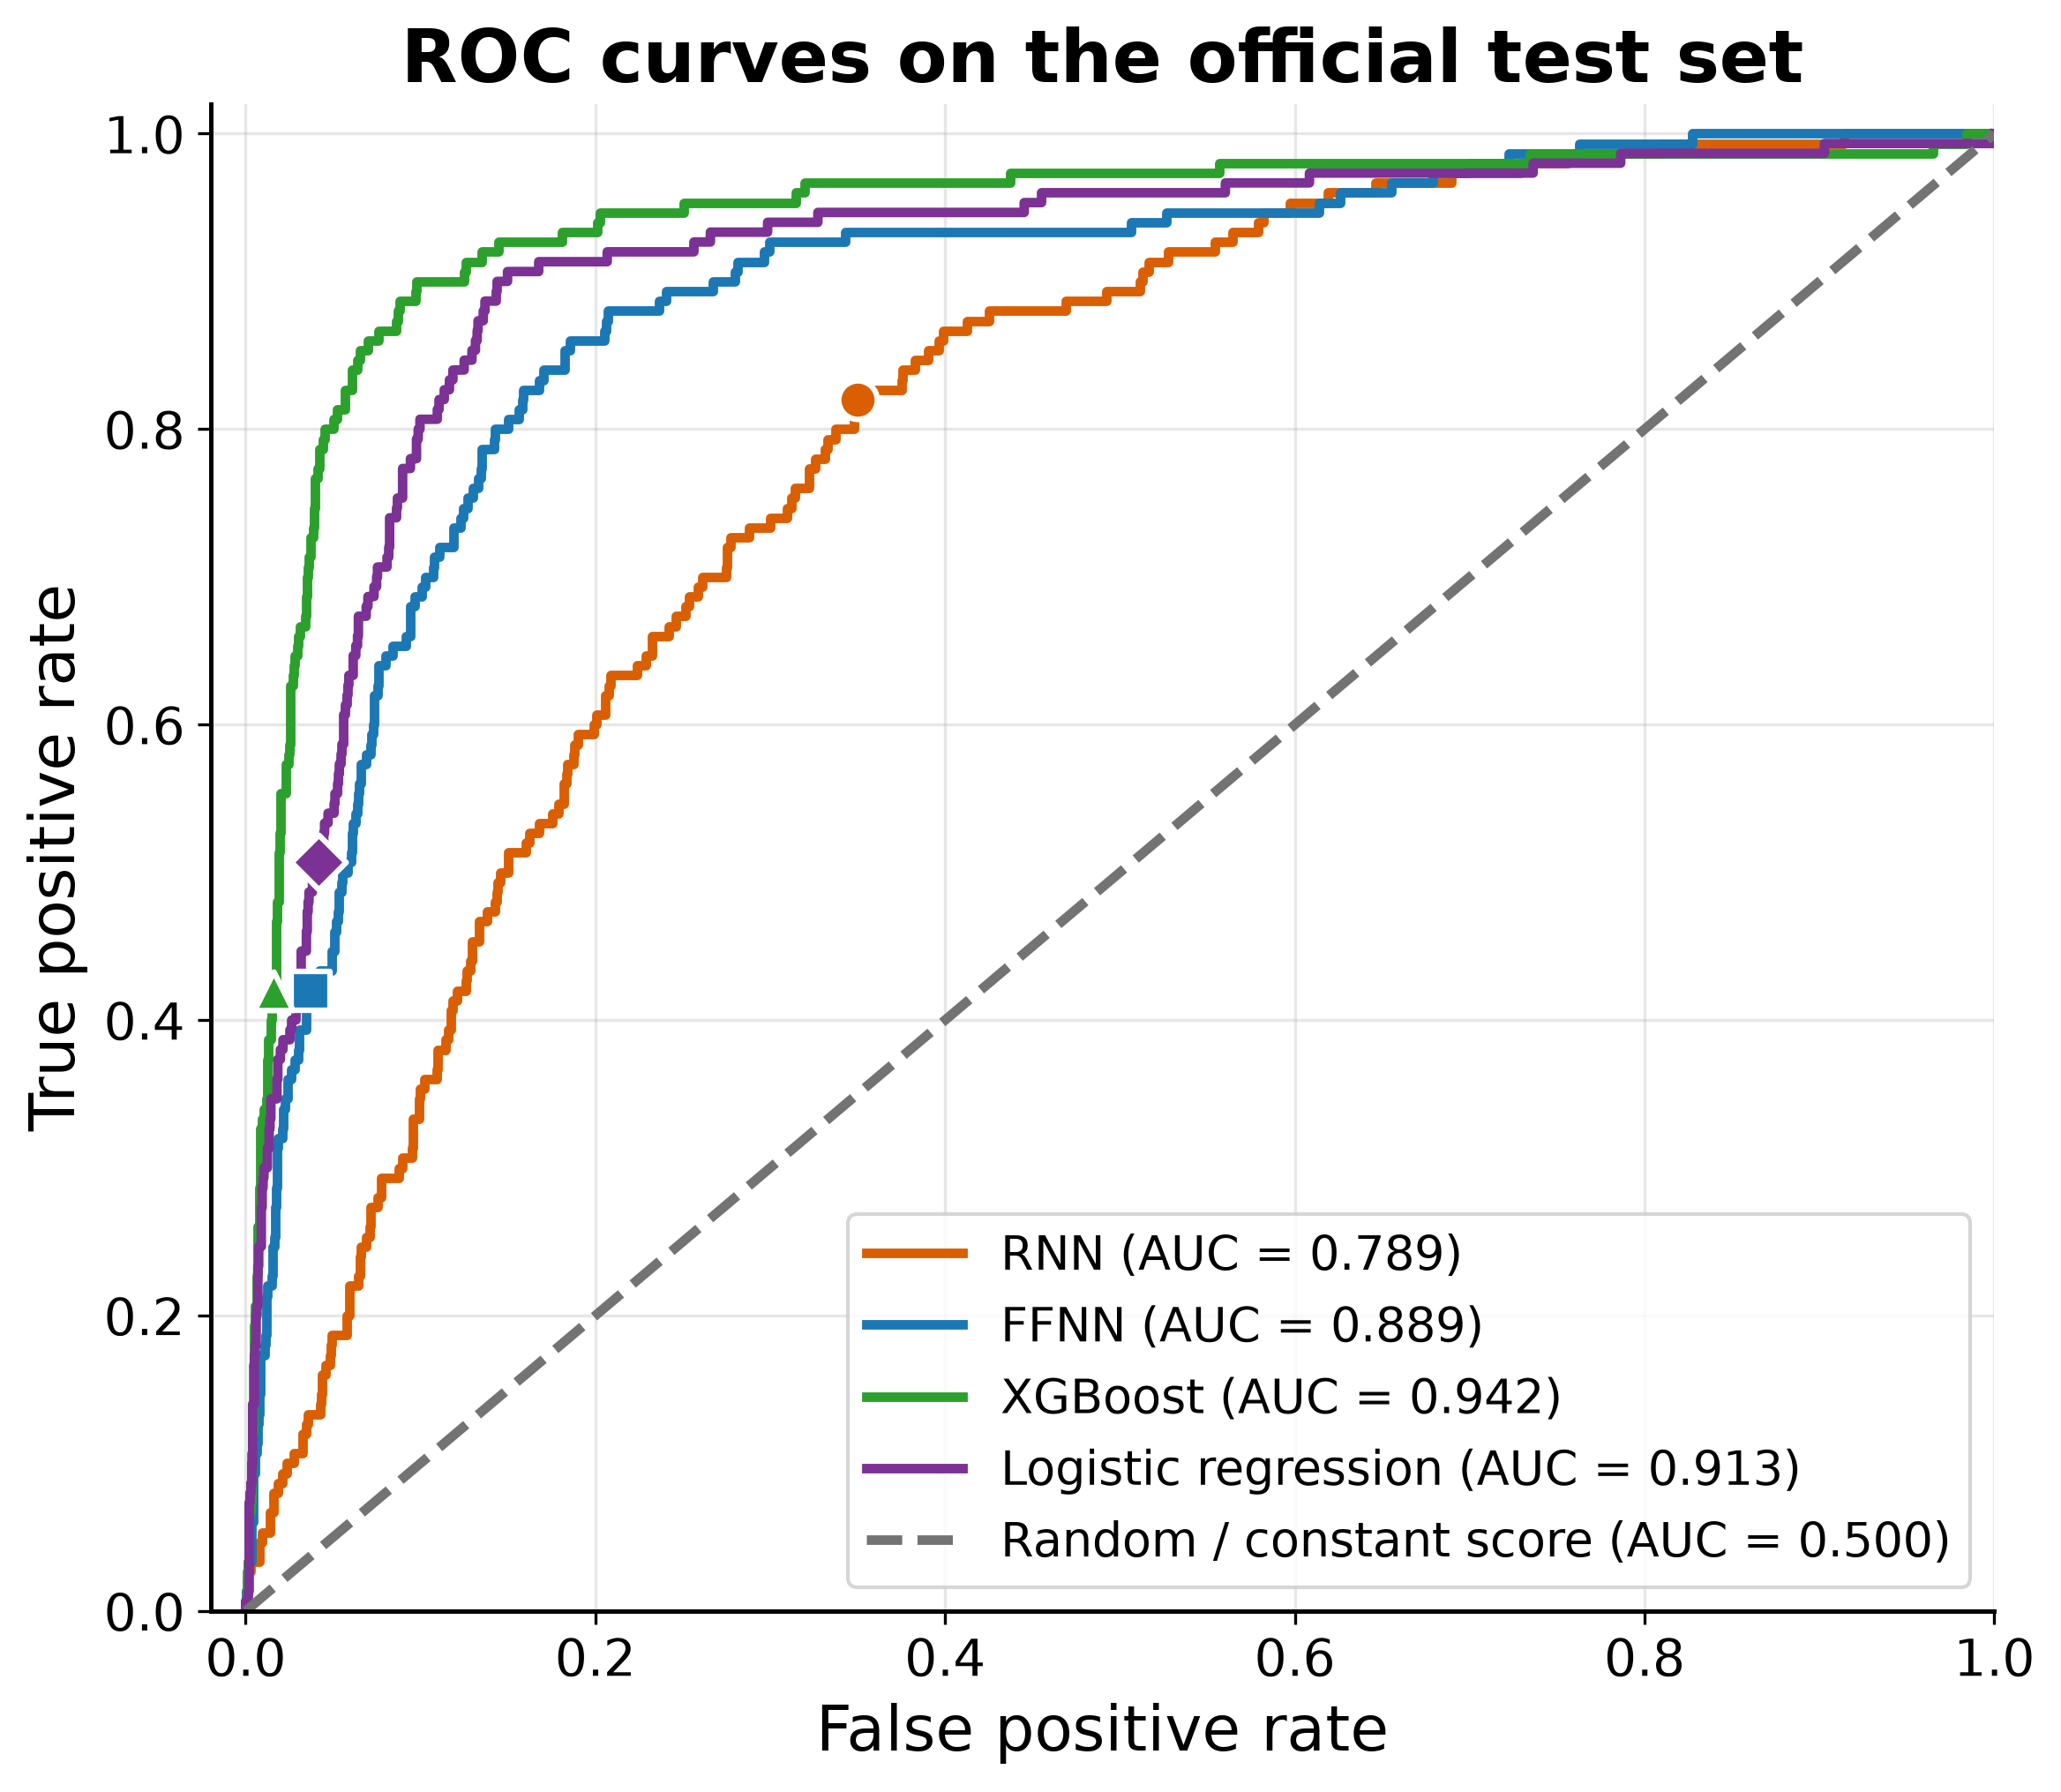 ROC curves on the official test set
True positive rate
1.0
0.8
0.6
0.4
0.2
0.0
0.0 0.2 0.4 0.6 0.8 1.0
False positive rate
RNN (AUC = 0.789)
FFNN (AUC = 0.889)
XGBoost (AUC = 0.942)
Logistic regression (AUC = 0.913)
Random / constant score (AUC = 0.500)